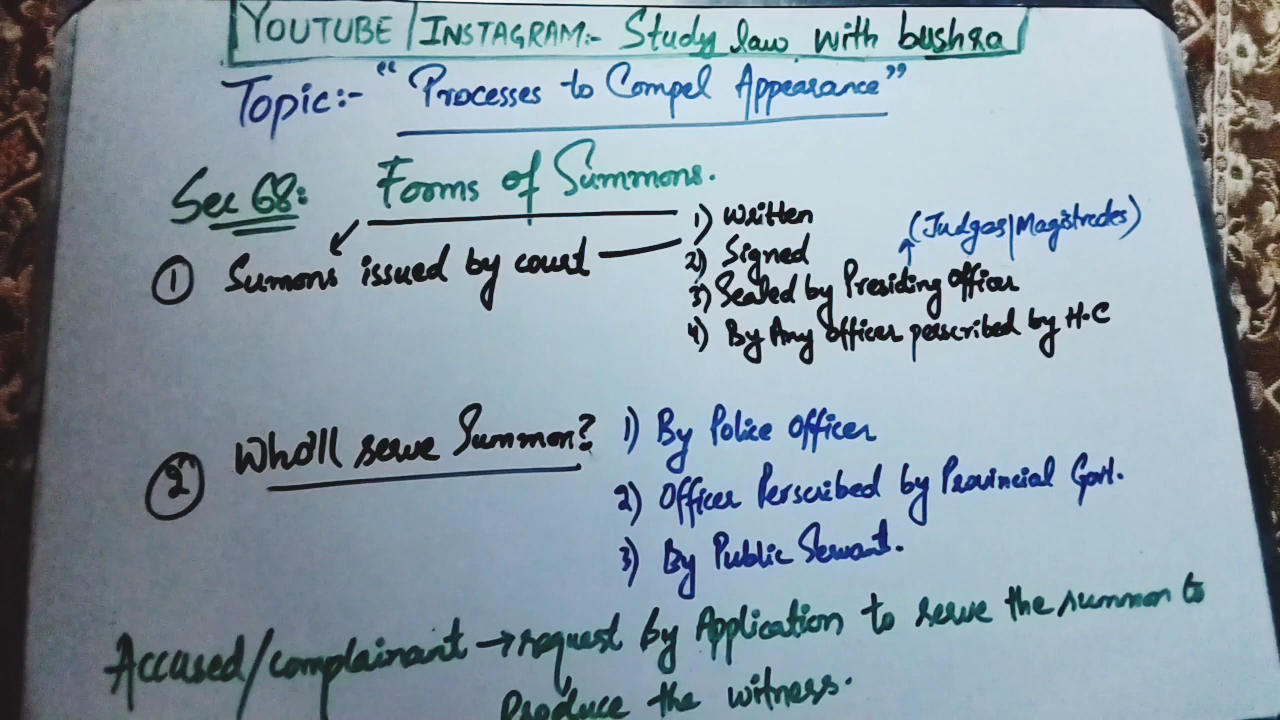 YOUTUBE/INSTAGRAM:- Study law with bushra
Topic:- "Processes to Compel Appearance"
Sec 68: Forms of Summons.
① Sumons issued by court
1) Written
2) Signed
3) Sealed by Presiding Officer
(Judges/Magistrates)
4) By Any officer perscribed by H.C
② Who'll serve Summon?
1) By Police Officer
2) Officer Perscribed by Provincial Govt.
3) By Public Servant.
Accused/complainant → request by Application to serve the summon to
Produce the witness.